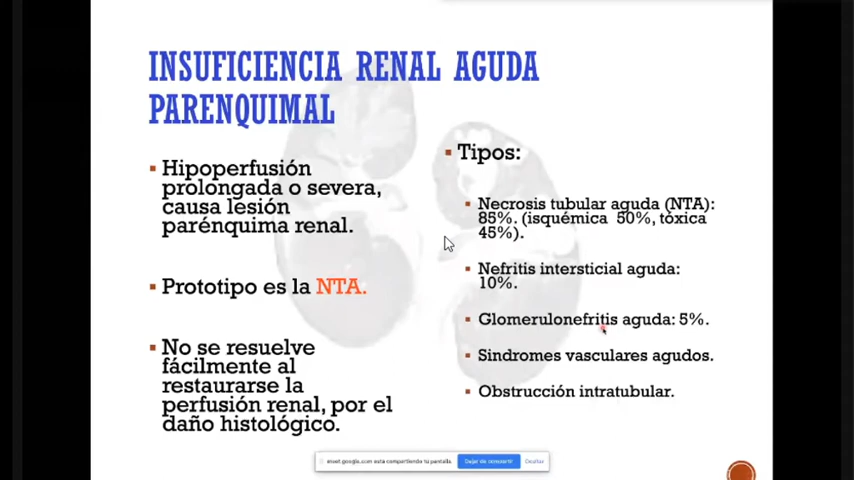 INSUFICIENCIA RENAL AGUDA
PARENQUIMAL
Hipoperfusión
prolongada o severa,
causa lesión
parénquima renal.
Prototipo es la NTA.
No se resuelve
fácilmente al
restaurarse la
perfusión renal, por el
daño histológico.
Tipos:
Necrosis tubular aguda (NTA):
85%. (isquémica 50%, tóxica
45%).
Nefritis intersticial aguda:
10%.
Glomerulonefritis aguda: 5%.
Sindromes vasculares agudos.
Obstrucción intratubular.
meet.google.com está compartiendo tu pantalla.
Dejar de compartir
Ocultar